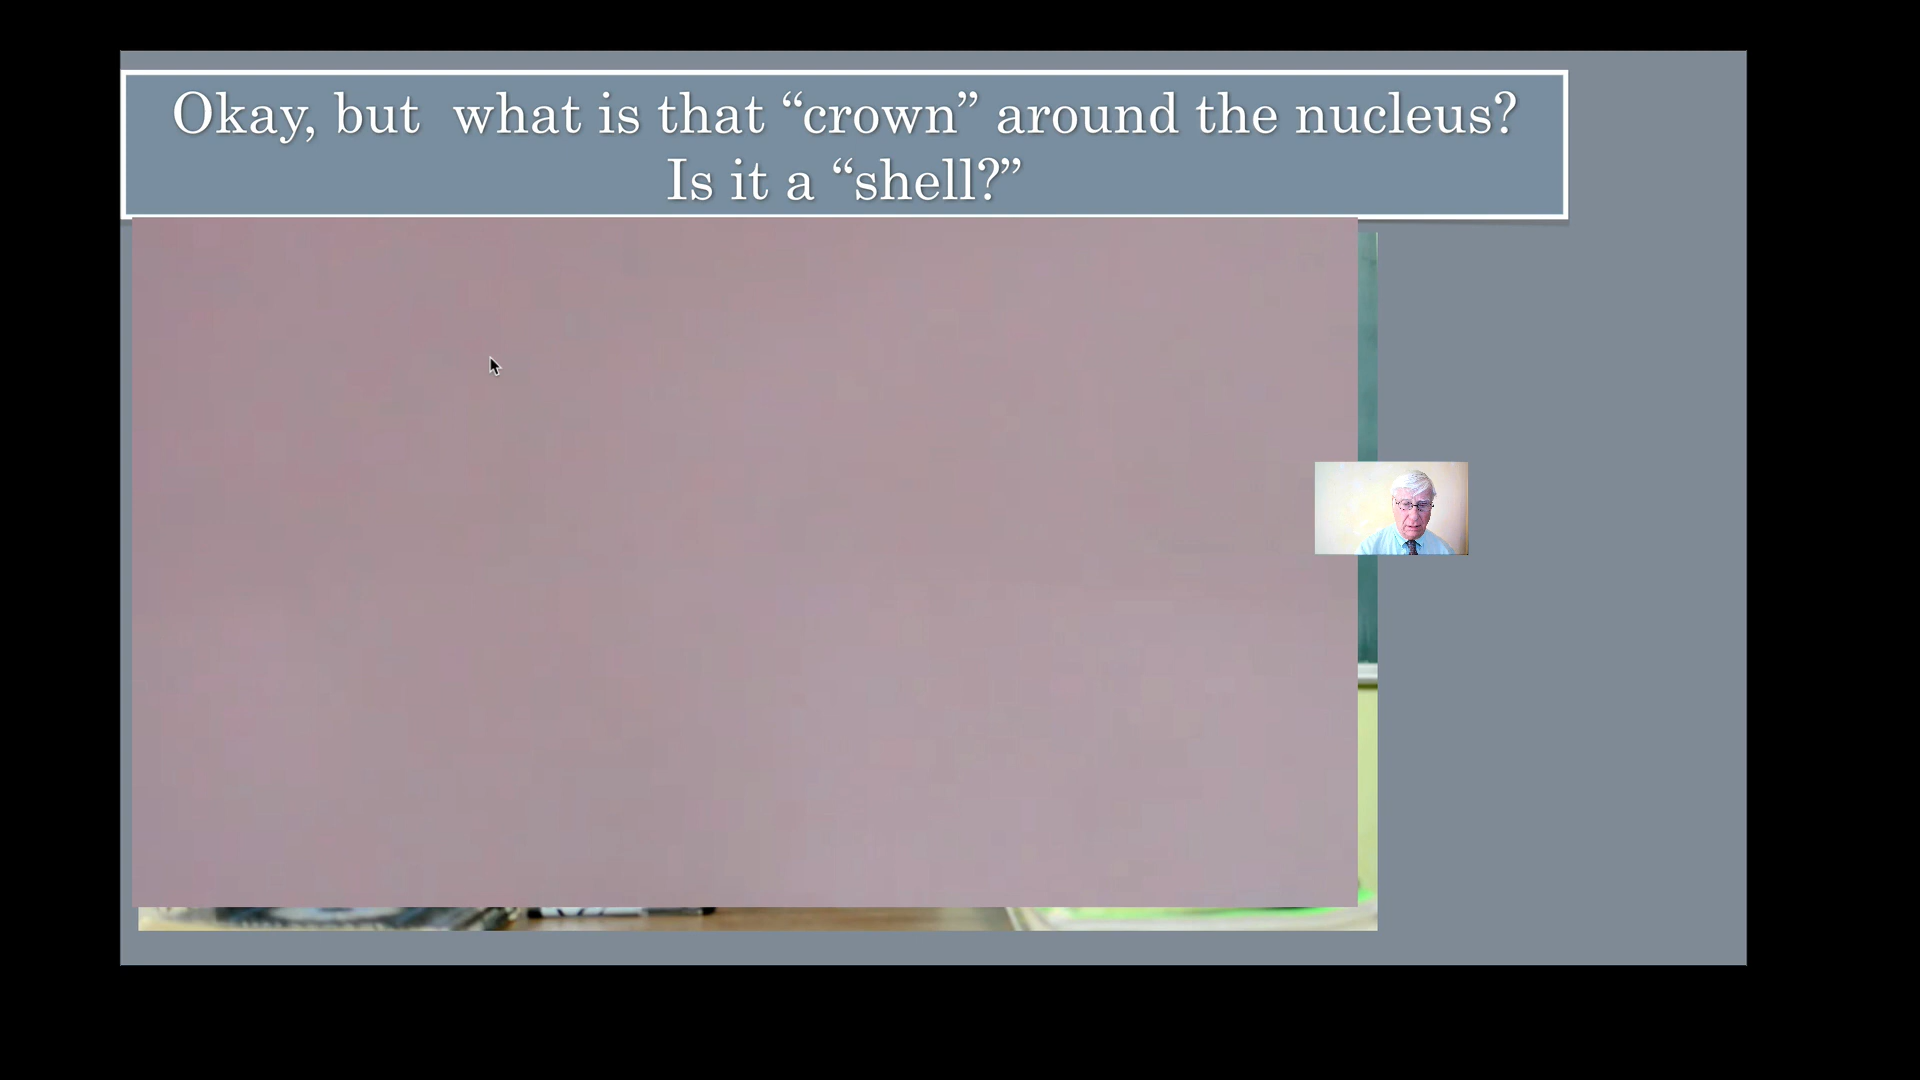 Okay, but  what is that “crown” around the nucleus?
Is it a “shell?”